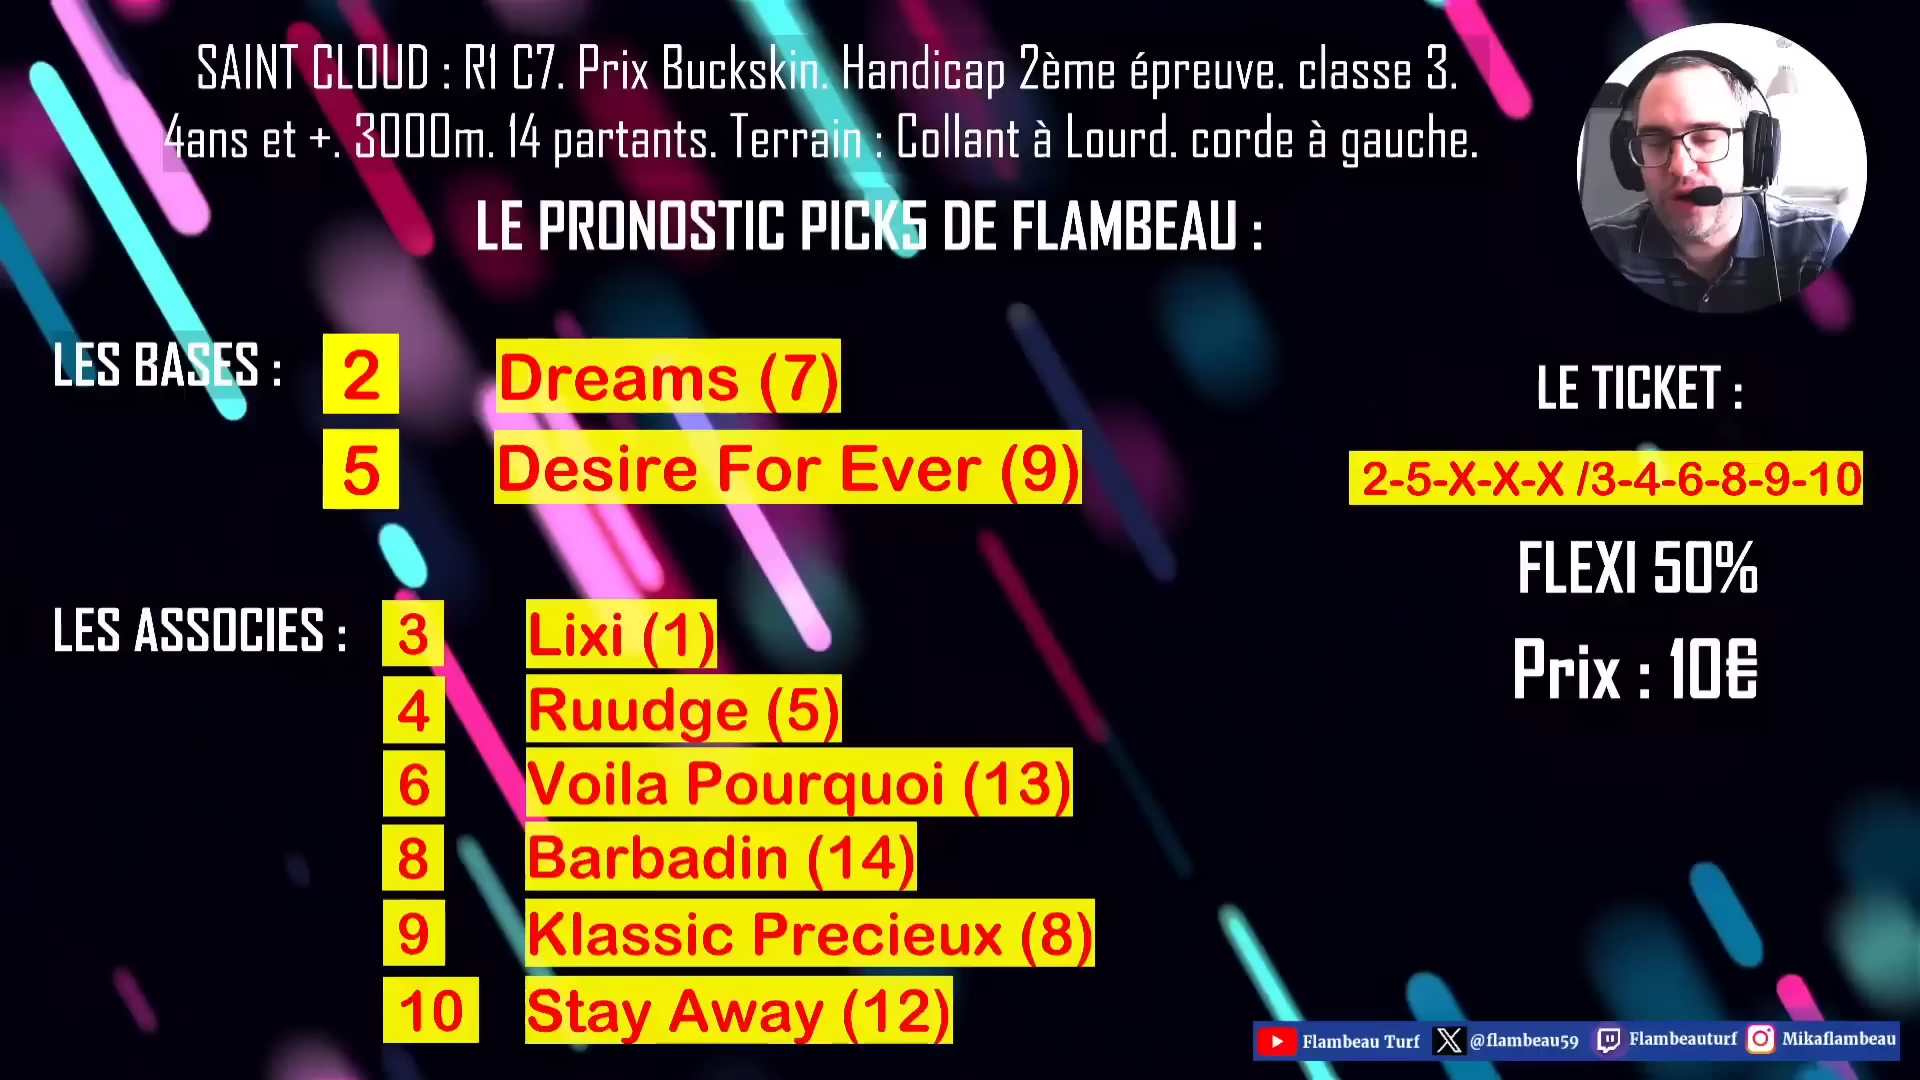 SAINT CLOUD : R1 C7. Prix Buckskin. Handicap 2ème épreuve. classe 3.
4ans et +. 3000m. 14 partants. Terrain : Collant à Lourd. corde à gauche.
LE PRONOSTIC PICK5 DE FLAMBEAU :
LES BASES :
2 Dreams (7)
5 Desire For Ever (9)
LES ASSOCIES :
3 Lixi (1)
4 Ruudge (5)
6 Voila Pourquoi (13)
8 Barbadin (14)
9 Klassic Precieux (8)
10 Stay Away (12)
LE TICKET :
2-5-X-X-X /3-4-6-8-9-10
FLEXI 50%
Prix : 10€
Flambeau Turf @flambeau59 Flambeauturf Mikaflambeau